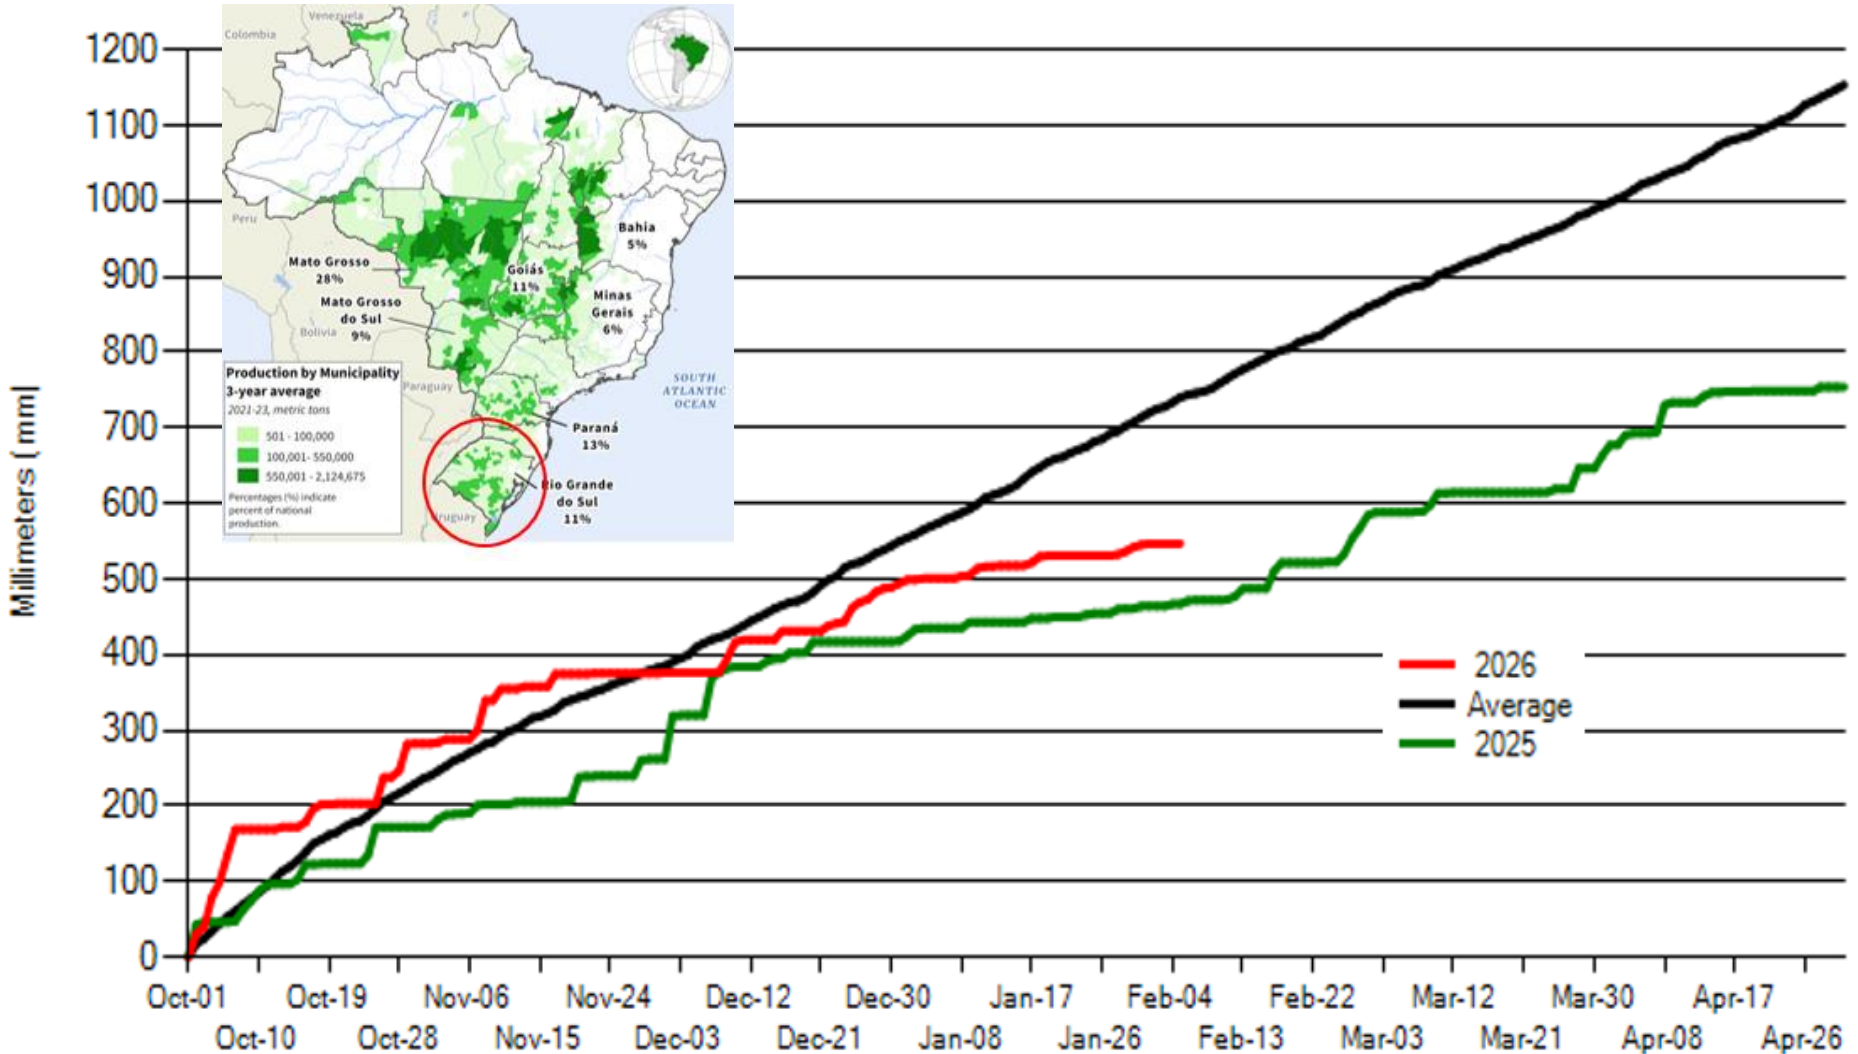 Millimeters ( mm)
1200
1100
1000
900
800
700
600
500
400
300
200
100
0
Venezuela
Colombia
Peru
Bahia
5%
Mato Grosso
28%
Goiás
11%
Mato Grosso
do Sul
9%
Minas
Gerais
6%
Bolivia
Paraguay
SOUTH
ATLANTIC
OCEAN
Paraná
13%
Rio Grande
do Sul
11%
Uruguay
Production by Municipality
3-year average
2021-23, metric tons
501 - 100,000
100,001- 550,000
550,001 - 2,124,675
Percentages (%) indicate
percent of national
production.
2026
Average
2025
Oct-01 Oct-19 Nov-06 Nov-24 Dec-12 Dec-30 Jan-17 Feb-04 Feb-22 Mar-12 Mar-30 Apr-17
Oct-10 Oct-28 Nov-15 Dec-03 Dec-21 Jan-08 Jan-26 Feb-13 Mar-03 Mar-21 Apr-08 Apr-26